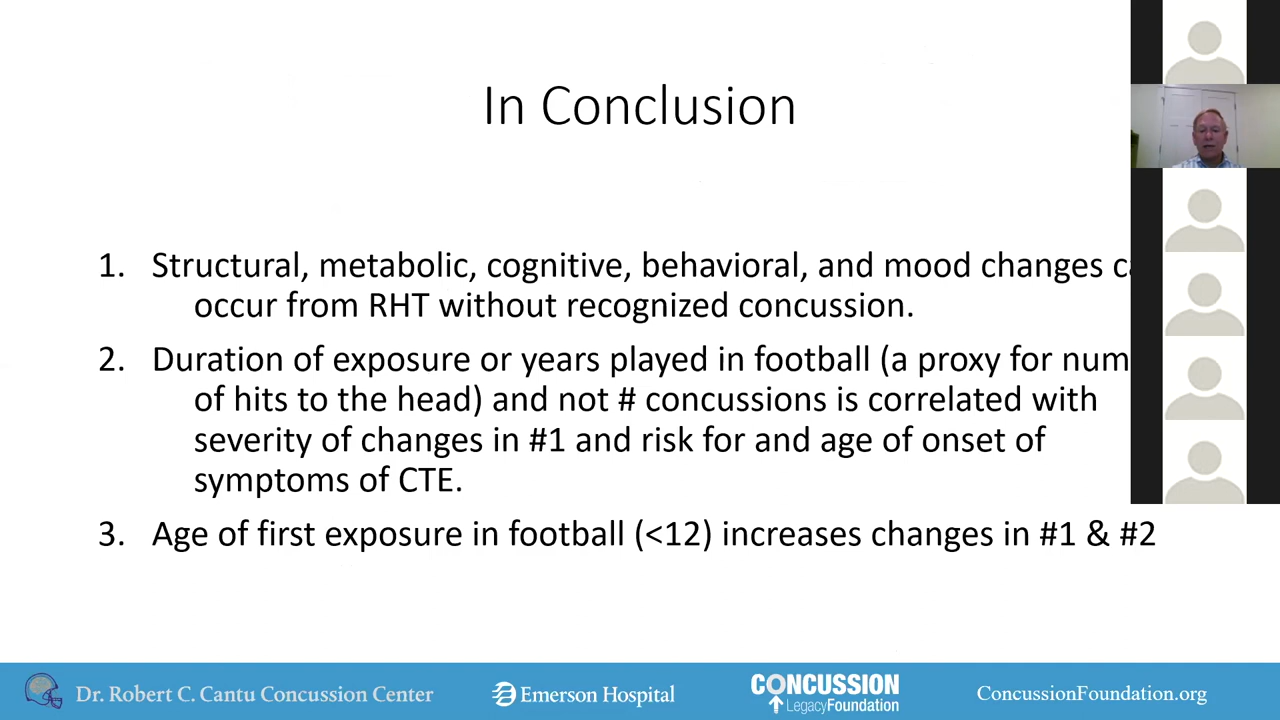 In Conclusion
1. Structural, metabolic, cognitive, behavioral, and mood changes
occur from RHT without recognized concussion.
2. Duration of exposure or years played in football (a proxy for num
of hits to the head) and not # concussions is correlated with
severity of changes in #1 and risk for and age of onset of
symptoms of CTE.
3. Age of first exposure in football (<12) increases changes in #1 & #2
Dr. Robert C. Cantu Concussion Center
Emerson Hospital
CONCUSSION
LegacyFoundation
ConcussionFoundation.org